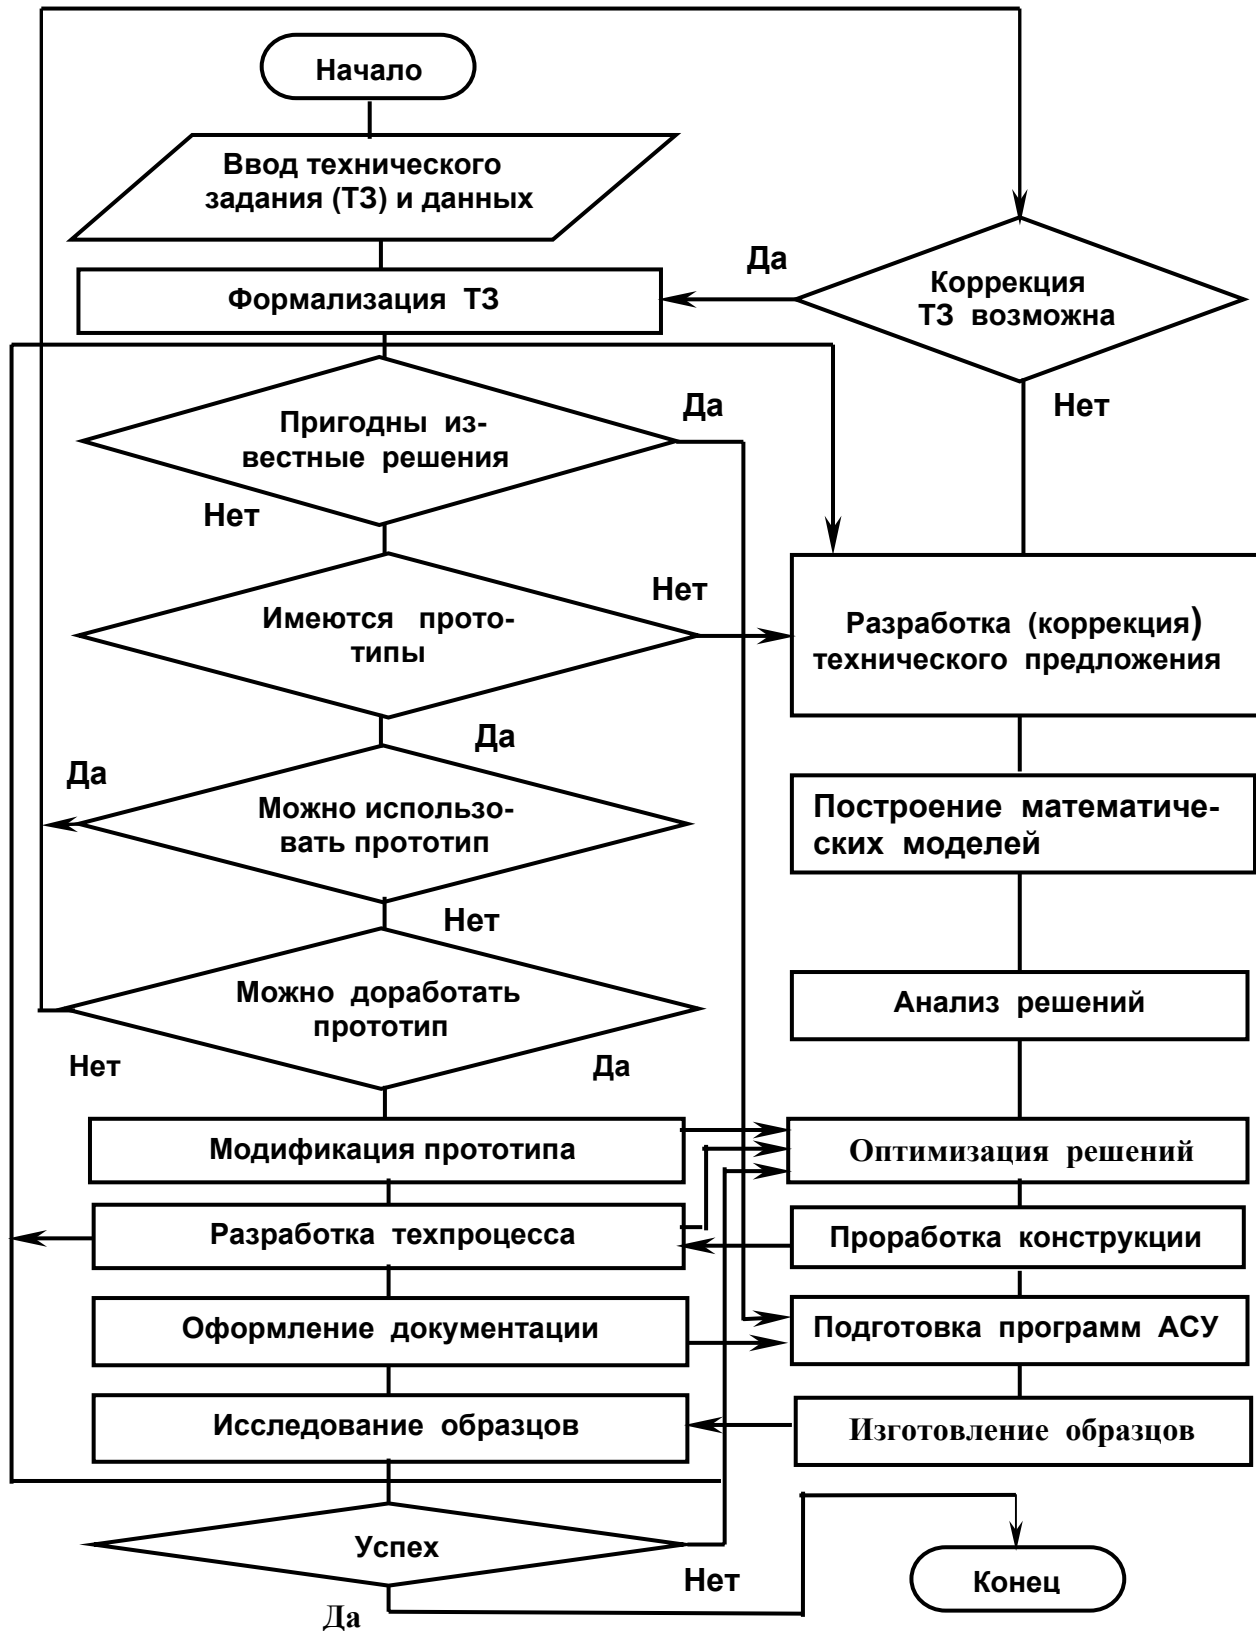 Начало
Ввод технического
задания (ТЗ) и данных
Да
Формализация ТЗ
Коррекция
ТЗ возможна
Нет
Пригодны из-
вестные решения
Да
Нет
Имеются прото-
типы
Нет
Разработка (коррекция)
технического предложения
Да
Да
Можно использо-
вать прототип
Построение математиче-
ских моделей
Нет
Можно доработать
прототип
Анализ решений
Нет
Да
Модификация прототипа
Оптимизация решений
Разработка техпроцесса
Проработка конструкции
Оформление документации
Подготовка программ АСУ
Исследование образцов
Изготовление образцов
Успех
Нет
Конец
Да